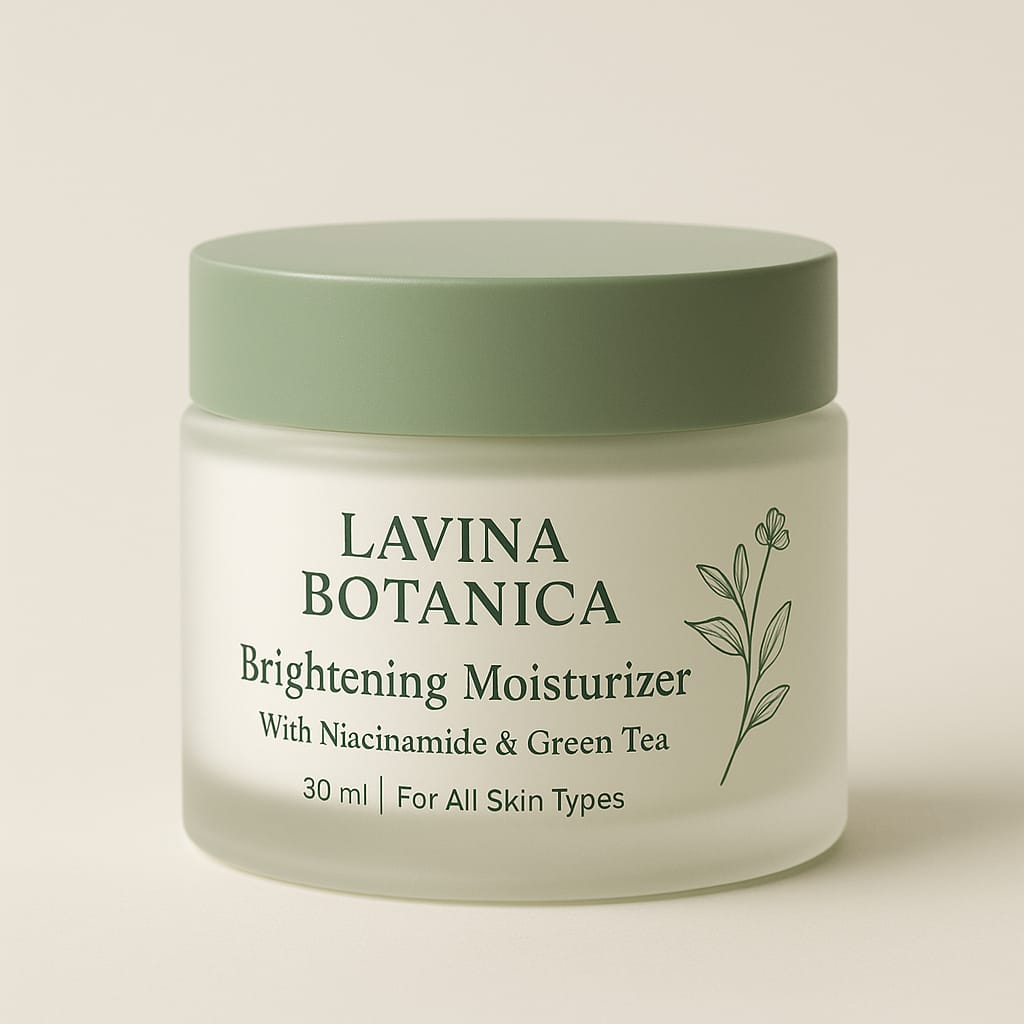 LAVINA
BOTANICA
Brightening Moisturizer
With Niacinamide & Green Tea
30 ml | For All Skin Types